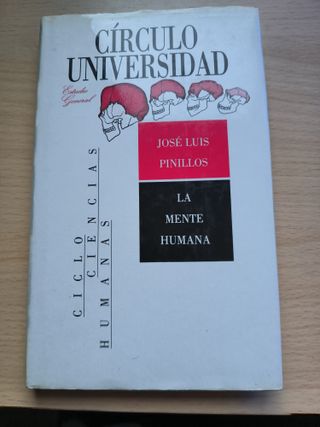 CÍRCULO
UNIVERSIDAD
Estudio
General
JOSÉ LUIS
PINILLOS
LA
MENTE
HUMANA
CICLO
CIENCIAS
HUMANAS